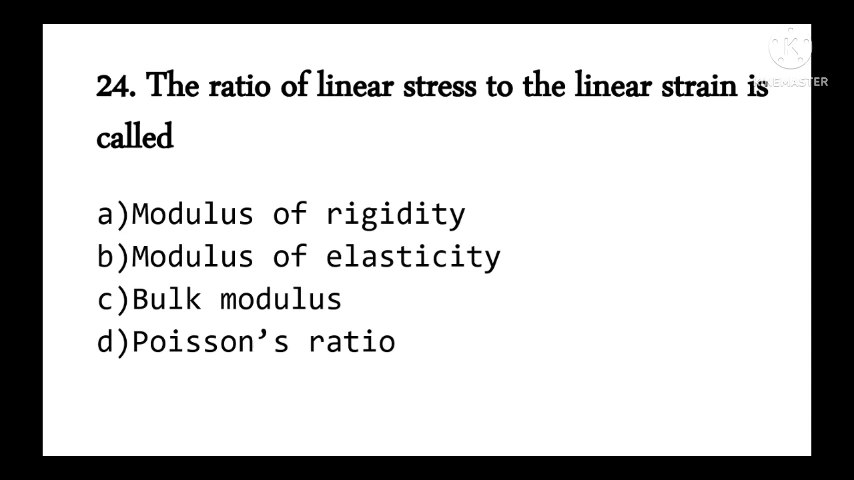 24. The ratio of linear stress to the linear strain is
called
a)Modulus of rigidity
b)Modulus of elasticity
c)Bulk modulus
d)Poisson’s ratio
K
KINEMASTER